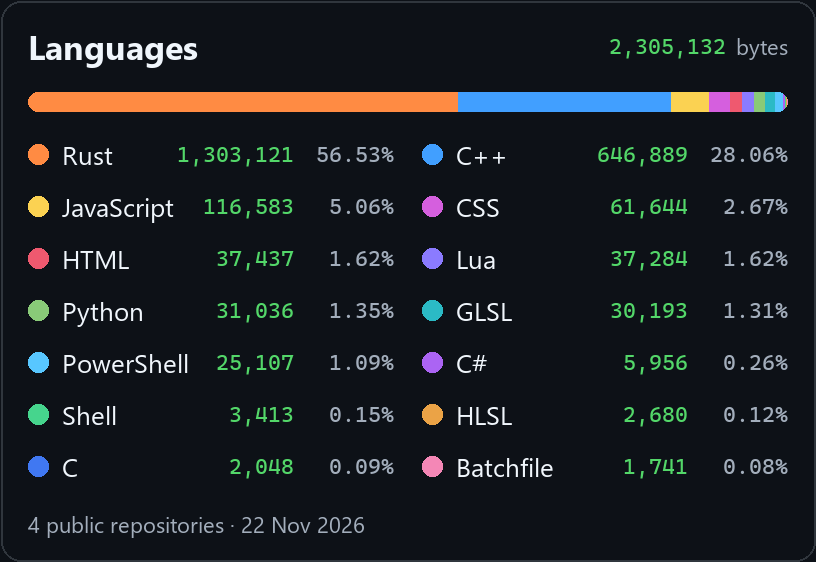 Languages 2,305,132 bytes
Rust 1,303,121 56.53% C++ 646,889 28.06%
JavaScript 116,583 5.06% CSS 61,644 2.67%
HTML 37,437 1.62% Lua 37,284 1.62%
Python 31,036 1.35% GLSL 30,193 1.31%
PowerShell 25,107 1.09% C# 5,956 0.26%
Shell 3,413 0.15% HLSL 2,680 0.12%
C 2,048 0.09% Batchfile 1,741 0.08%
4 public repositories · 22 Nov 2026